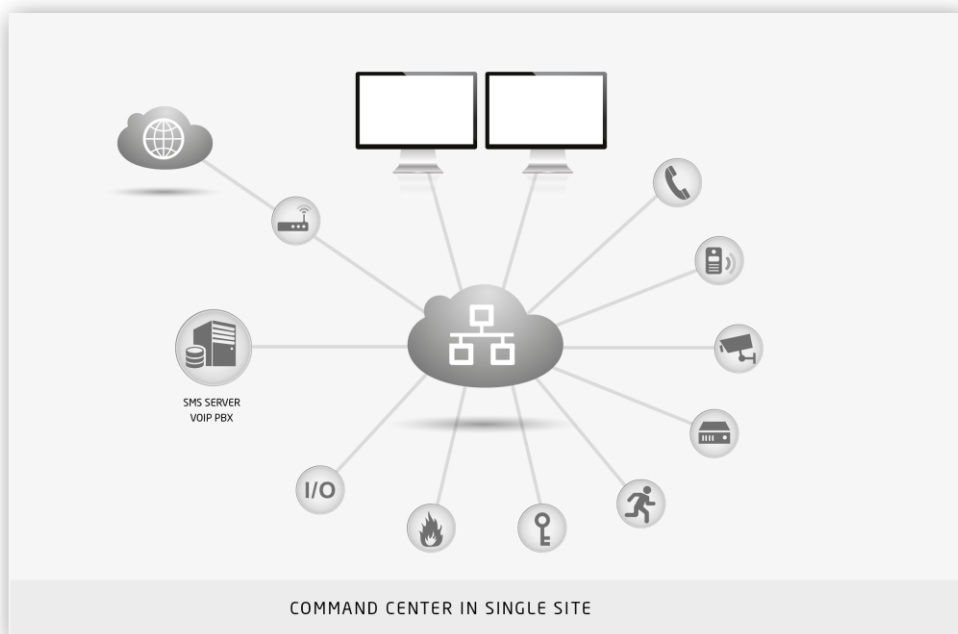 SMS SERVER
VOIP PBX
I/O
COMMAND CENTER IN SINGLE SITE